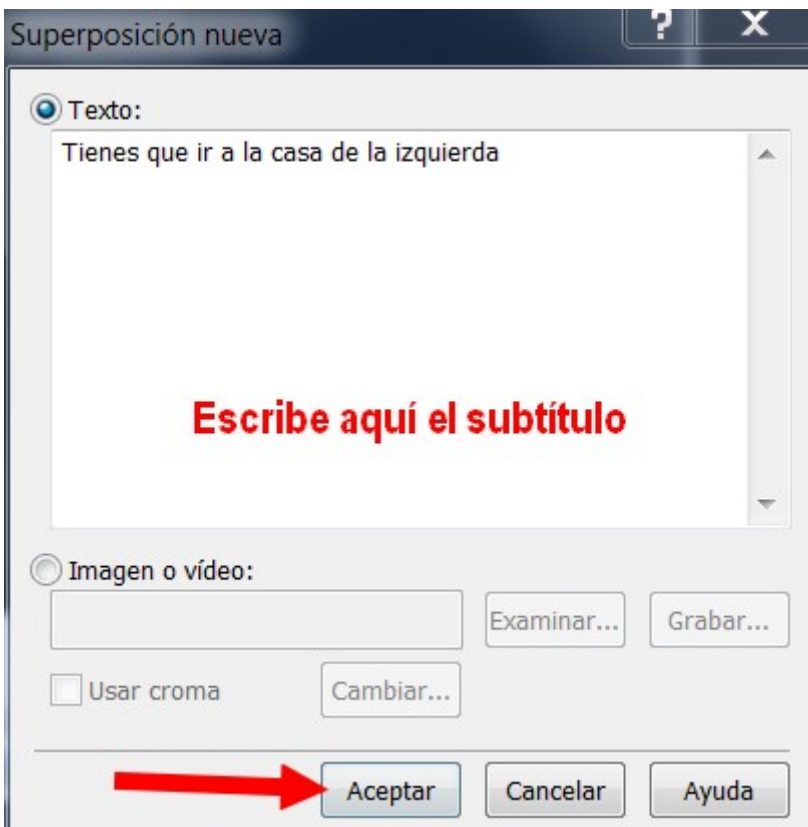 Superposición nueva
? X
Texto:
Tienes que ir a la casa de la izquierda
Escribe aquí el subtítulo
Imagen o vídeo:
Examinar... Grabar...
Usar croma Cambiar...
Aceptar Cancelar Ayuda